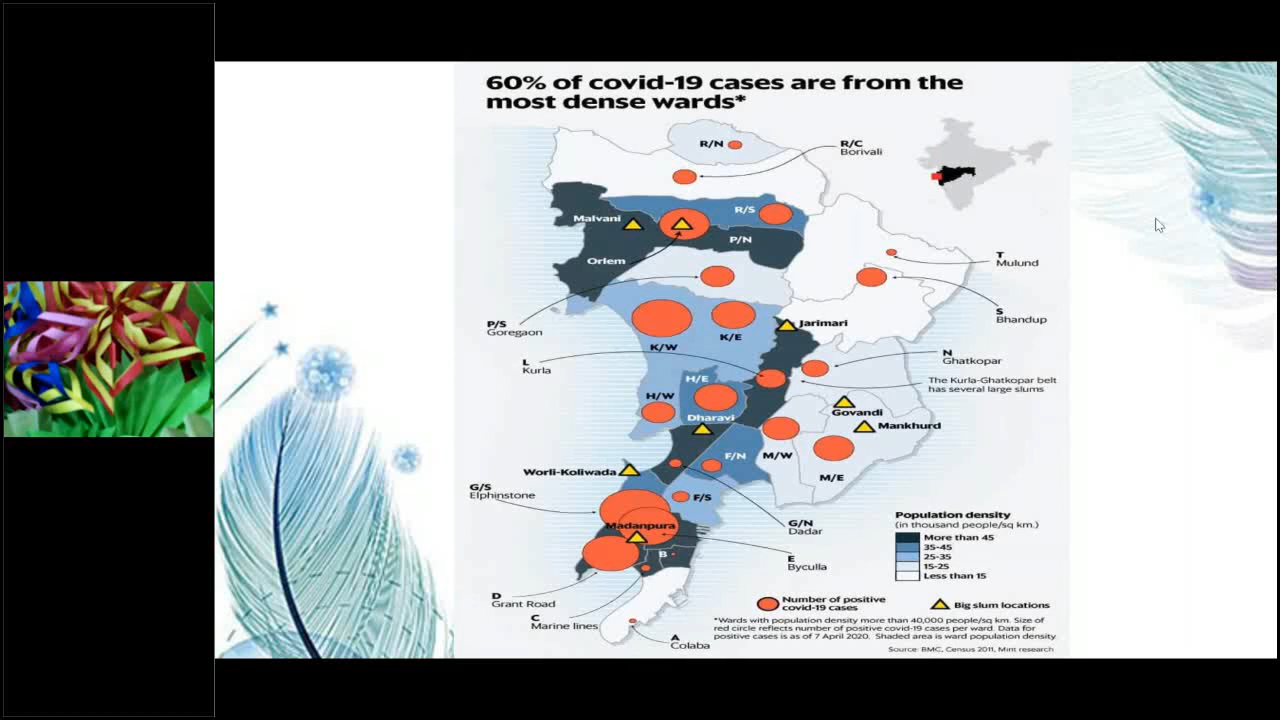 60% of covid-19 cases are from the
most dense wards*
R/N
R/C
Borivali
Malvani
R/S
P/N
Orlem
T
Mulund
S
Bhandup
P/S
Goregaon
Jarimari
K/W
K/E
L
Kurla
N
Ghatkopar
The Kurla-Ghatkopar belt
has several large slums
H/E
H/W
Dharavi
Govandi
Mankhurd
F/N
M/W
M/E
Worli-Koliwada
G/S
Elphinstone
F/S
Madanpura
G/N
Dadar
B
E
Byculla
D
Grant Road
C
Marine lines
A
Colaba
Population density
(in thousand people/sq km.)
More than 45
35-45
25-35
15-25
Less than 15
Number of positive
covid-19 cases
Big slum locations
*Wards with population density more than 40,000 people/sq km. Size of
red circle reflects number of positive covid-19 cases per ward. Data for
positive cases is as of 7 April 2020. Shaded area is ward population density
Source: BMC, Census 2011, Mint research